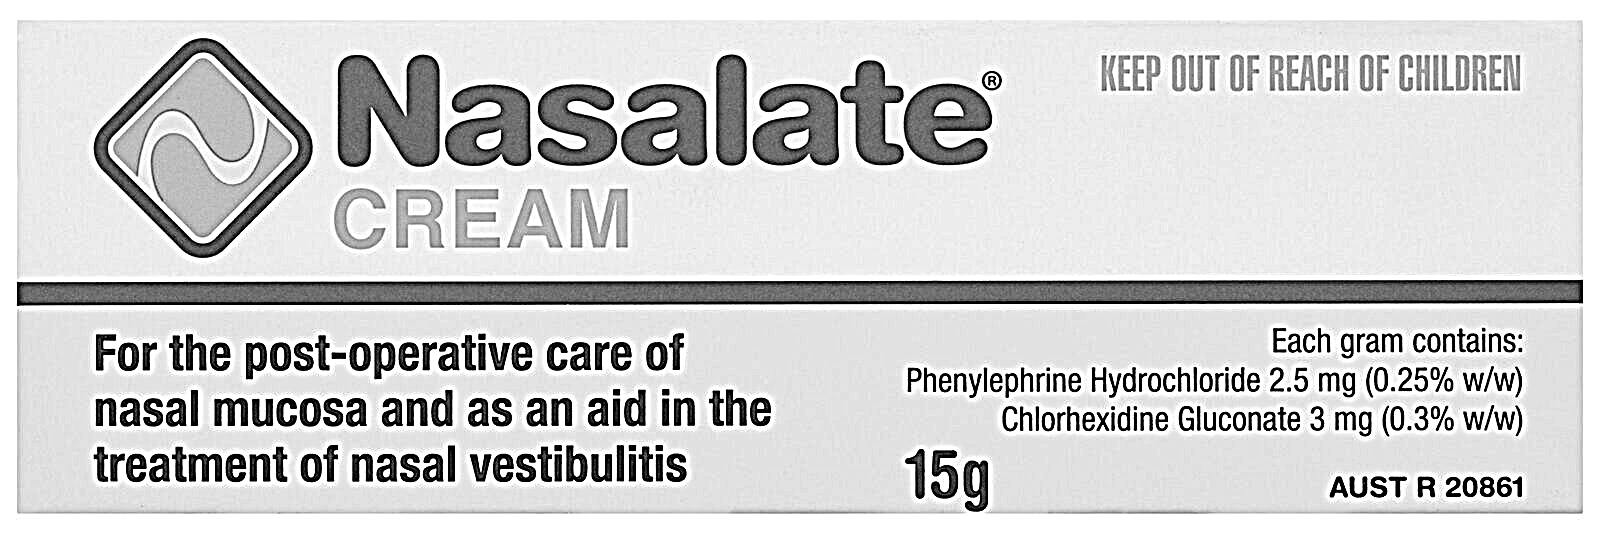 Nasalate®
CREAM
KEEP OUT OF REACH OF CHILDREN
For the post-operative care of
nasal mucosa and as an aid in the
treatment of nasal vestibulitis
Each gram contains:
Phenylephrine Hydrochloride 2.5 mg (0.25% w/w)
Chlorhexidine Gluconate 3 mg (0.3% w/w)
15g
AUST R 20861